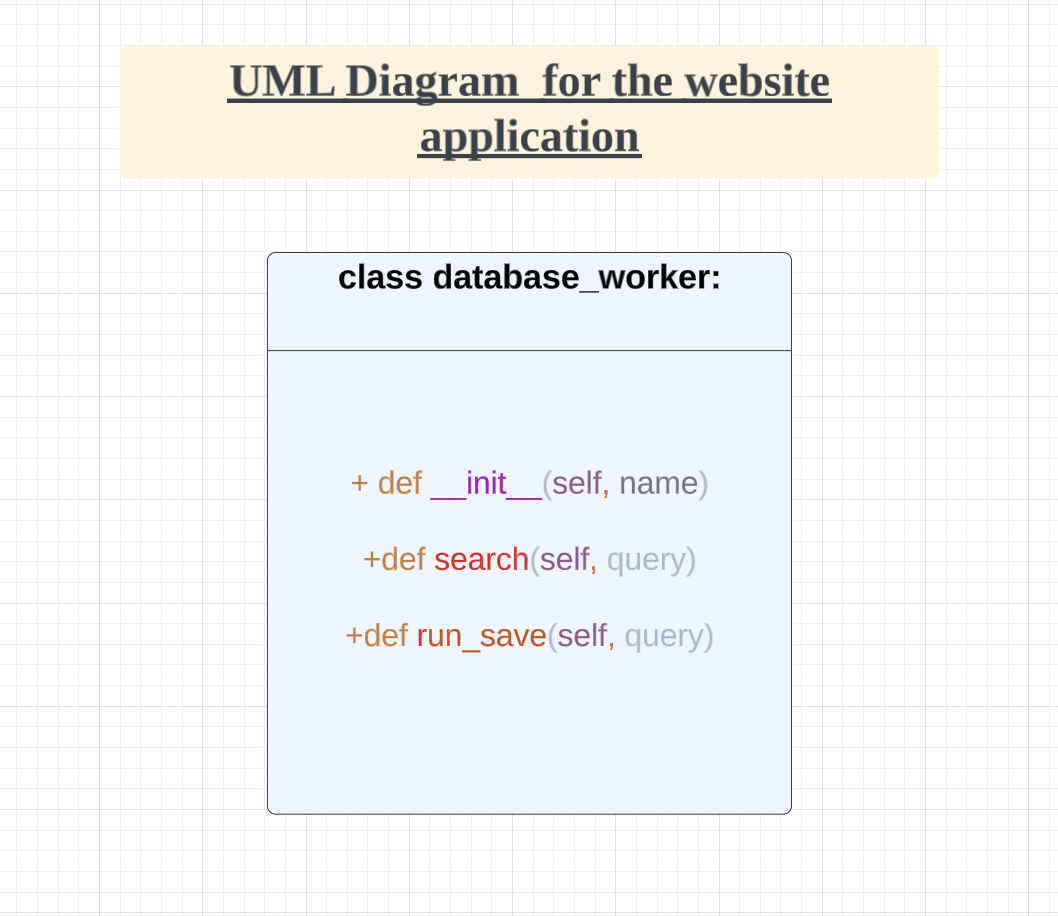 UML Diagram  for the website
application
class database_worker:
+ def __init__(self, name)
+def search(self, query)
+def run_save(self, query)